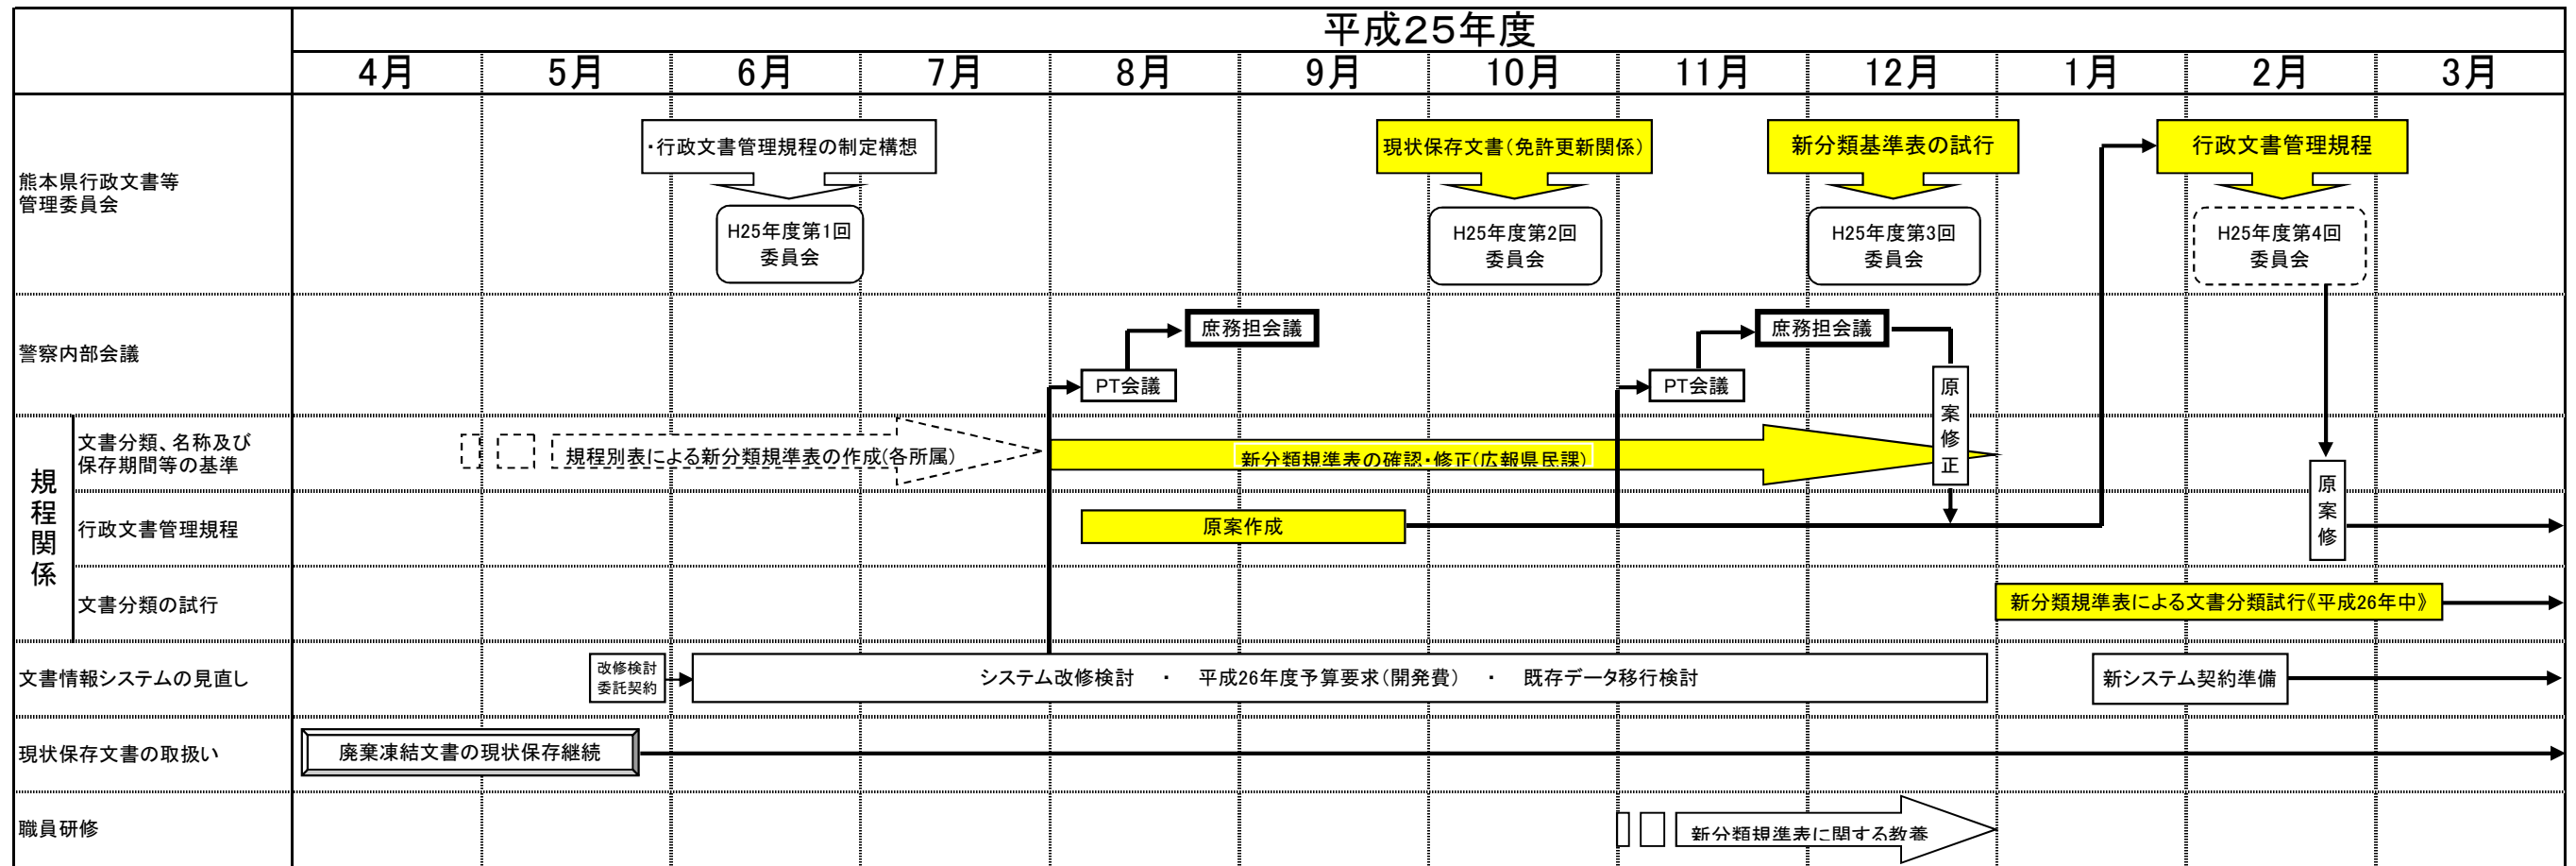 平成25年度
4月 5月 6月 7月 8月 9月 10月 11月 12月 1月 2月 3月
熊本県行政文書等
管理委員会
・行政文書管理規程の制定構想
現状保存文書(免許更新関係)
新分類基準表の試行
行政文書管理規程
H25年度第1回
委員会
H25年度第2回
委員会
H25年度第3回
委員会
H25年度第4回
委員会
警察内部会議
PT会議
庶務担会議
PT会議
庶務担会議
原案修正
規程関係
文書分類、名称及び
保存期間等の基準
規程別表による新分類規準表の作成(各所属)
新分類規準表の確認・修正(広報県民課)
行政文書管理規程
原案作成
原案修
文書分類の試行
新分類規準表による文書分類試行《平成26年中》
文書情報システムの見直し
改修検討
委託契約
システム改修検討 ・ 平成26年度予算要求(開発費) ・ 既存データ移行検討
新システム契約準備
現状保存文書の取扱い
廃棄凍結文書の現状保存継続
職員研修
新分類規準表に関する教養